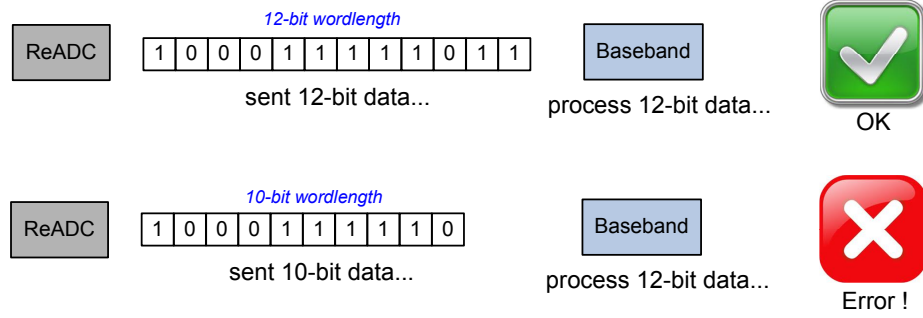 12-bit wordlength
ReADC 1 0 0 0 1 1 1 1 1 0 1 1 Baseband
sent 12-bit data... process 12-bit data...
OK
10-bit wordlength
ReADC 1 0 0 0 1 1 1 1 1 0 Baseband
sent 10-bit data... process 12-bit data...
Error !